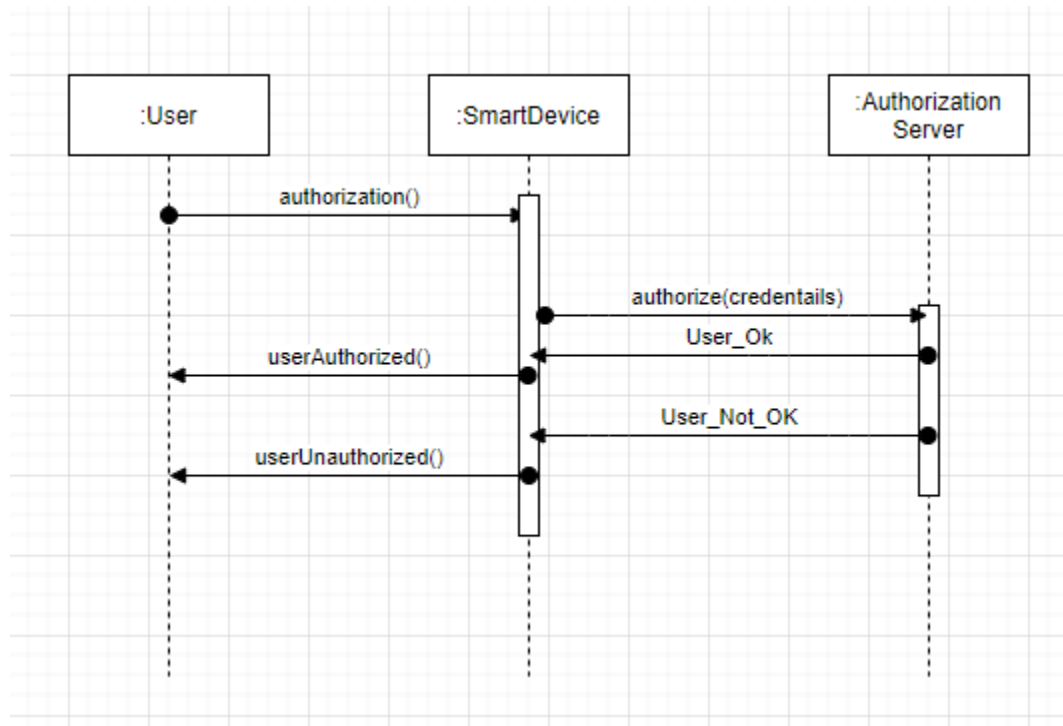 :User
:SmartDevice
:Authorization
Server
authorization()
authorize(credentails)
User_Ok
userAuthorized()
User_Not_OK
userUnauthorized()